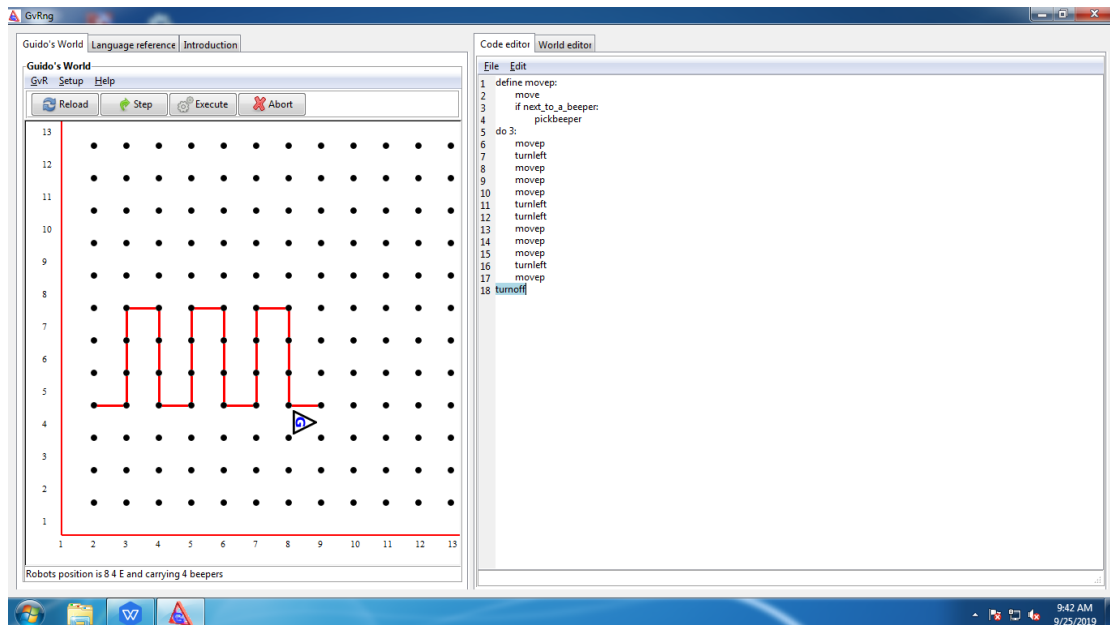 GvRng
Guido's World Language reference Introduction
Guido's World
GvR Setup Help
Reload Step Execute Abort
13
12
11
10
9
8
7
6
5
4
3
2
1
1 2 3 4 5 6 7 8 9 10 11 12 13
G
Robots position is 8 4 E and carrying 4 beepers
Code editor World editor
File Edit
1 define movep:
2 move
3 if next_to_a_beeper:
4 pickbeeper
5 do 3:
6 movep
7 turnleft
8 movep
9 movep
10 movep
11 turnleft
12 turnleft
13 movep
14 movep
15 movep
16 turnleft
17 movep
18 turnoff
9:42 AM
9/25/2019